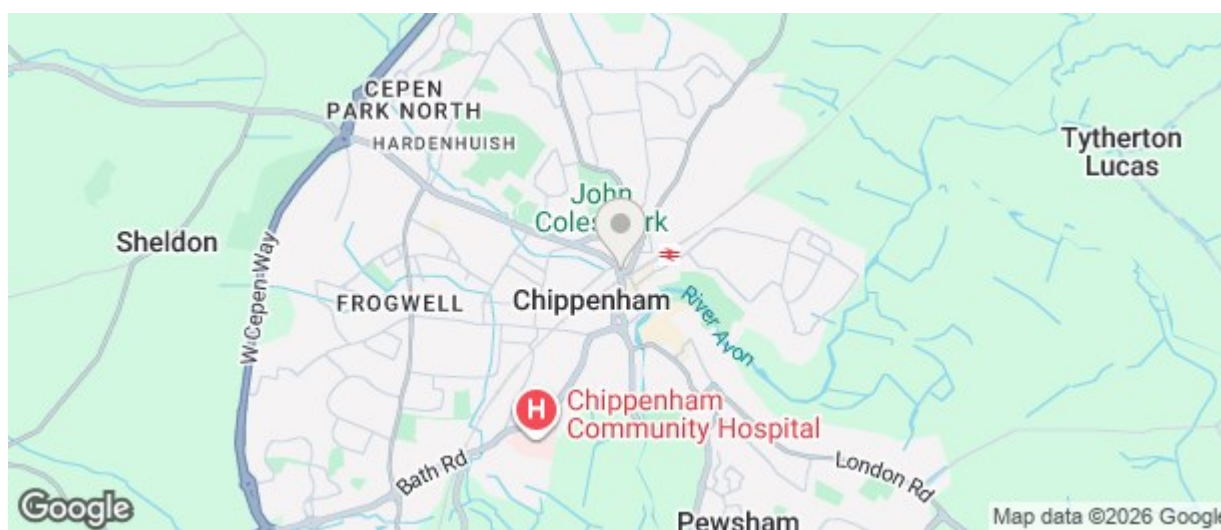 CEPEN
PARK NORTH
HARDENHUISH
Tytherton
Lucas
John
Coles
Sheldon
W Cepen Way
FROGWELL
Chippenham
River Avon
H
Chippenham
Community Hospital
Bath Rd
London Rd
Pewsham
Google
Map data ©2026 Google